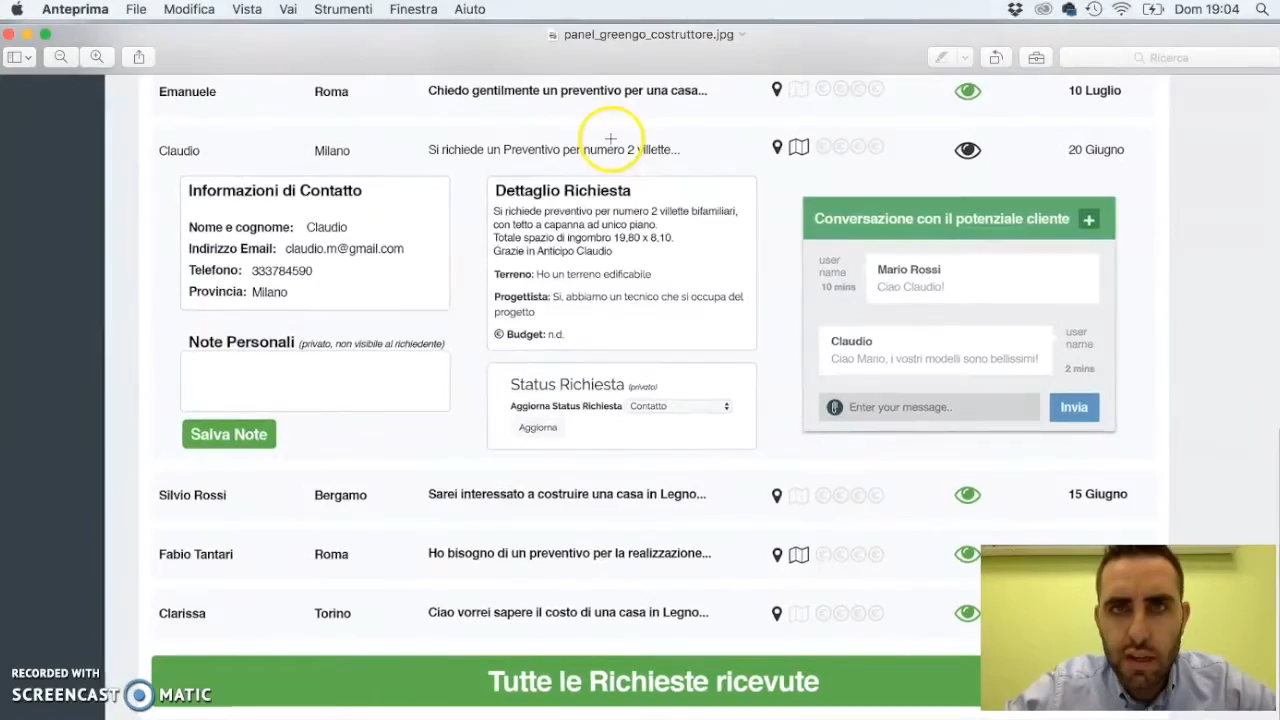 Anteprima File Modifica Vista Vai Strumenti Finestra Aiuto Dom 19:04
panel_greengo_costruttore.jpg
Ricerca
Emanuele Roma Chiedo gentilmente un preventivo per una casa... 10 Luglio
Claudio Milano Si richiede un Preventivo per numero 2 villette... 20 Giugno
Informazioni di Contatto
Nome e cognome: Claudio
Indirizzo Email: claudio.m@gmail.com
Telefono: 333784590
Provincia: Milano
Note Personali (privato, non visibile al richiedente)
Salva Note
Dettaglio Richiesta
Si richiede preventivo per numero 2 villette bifamiliari,
con tetto a capanna ad unico piano.
Totale spazio di ingombro 19,80 x 8,10.
Grazie in Anticipo Claudio
Terreno: Ho un terreno edificabile
Progettista: Si, abbiamo un tecnico che si occupa del
progetto
€ Budget: n.d.
Status Richiesta (privato)
Aggiorna Status Richiesta Contatto
Aggiorna
Conversazione con il potenziale cliente +
user
name
10 mins
Mario Rossi
Ciao Claudio!
Claudio
Ciao Mario, i vostri modelli sono bellissimi!
user
name
2 mins
Enter your message.. Invia
Silvio Rossi Bergamo Sarei interessato a costruire una casa in Legno... 15 Giugno
Fabio Tantari Roma Ho bisogno di un preventivo per la realizzazione...
Clarissa Torino Ciao vorrei sapere il costo di una casa in Legno...
Tutte le Richieste ricevute
RECORDED WITH
SCREENCAST MATIC